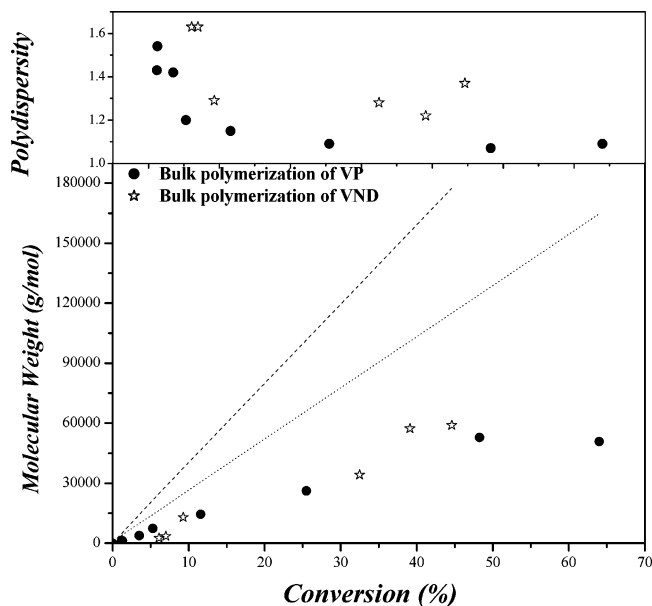 Polydispersity
1.6
1.4
1.2
1.0
Bulk polymerization of VP
Bulk polymerization of VND
Molecular Weight (g/mol)
180000
150000
120000
90000
60000
30000
0
0 10 20 30 40 50 60 70
Conversion (%)